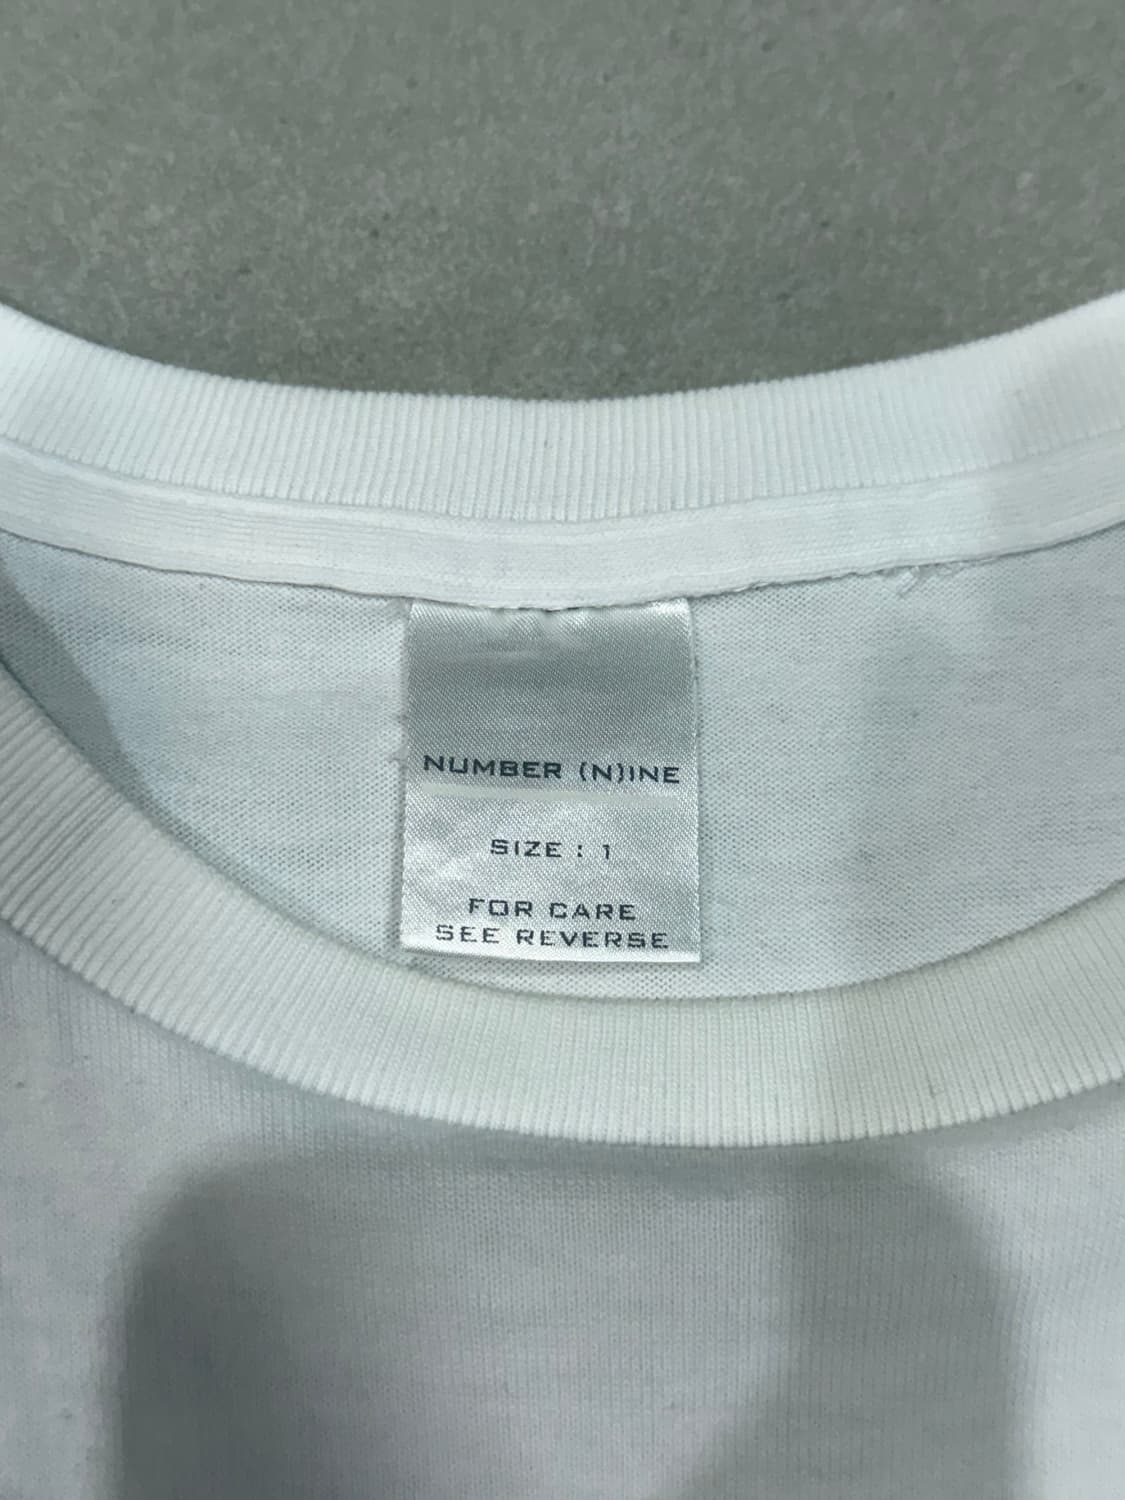 NUMBER (N)INE
SIZE : 1
FOR CARE
SEE REVERSE